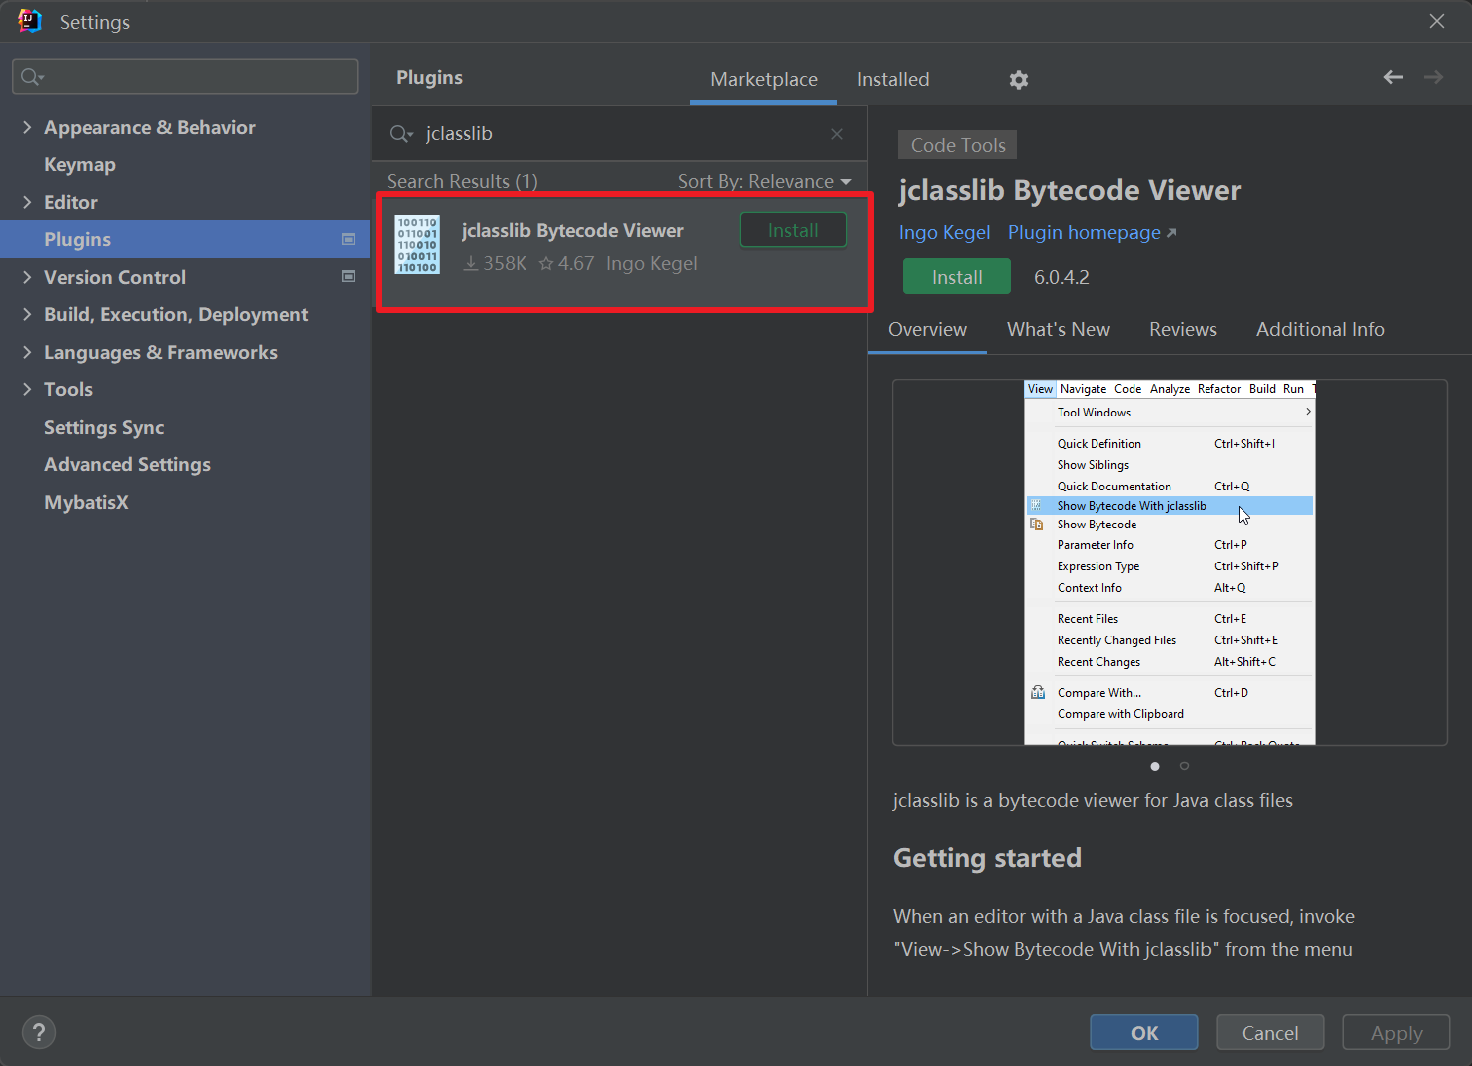 Settings
Plugins
Marketplace
Installed
Appearance & Behavior
Keymap
Editor
Plugins
Version Control
Build, Execution, Deployment
Languages & Frameworks
Tools
Settings Sync
Advanced Settings
MybatisX
jclasslib
Search Results (1)
Sort By: Relevance
100110
011001
110010
010011
110100
jclasslib Bytecode Viewer
Install
358K
4.67
Ingo Kegel
Code Tools
jclasslib Bytecode Viewer
Ingo Kegel
Plugin homepage
Install
6.0.4.2
Overview
What's New
Reviews
Additional Info
View Navigate Code Analyze Refactor Build Run
Tool Windows
Quick Definition Ctrl+Shift+I
Show Siblings
Quick Documentation Ctrl+Q
Show Bytecode With jclasslib
Show Bytecode
Parameter Info Ctrl+P
Expression Type Ctrl+Shift+P
Context Info Alt+Q
Recent Files Ctrl+E
Recently Changed Files Ctrl+Shift+E
Recent Changes Alt+Shift+C
Compare With... Ctrl+D
Compare with Clipboard
jclasslib is a bytecode viewer for Java class files
Getting started
When an editor with a Java class file is focused, invoke
"View->Show Bytecode With jclasslib" from the menu
?
OK
Cancel
Apply